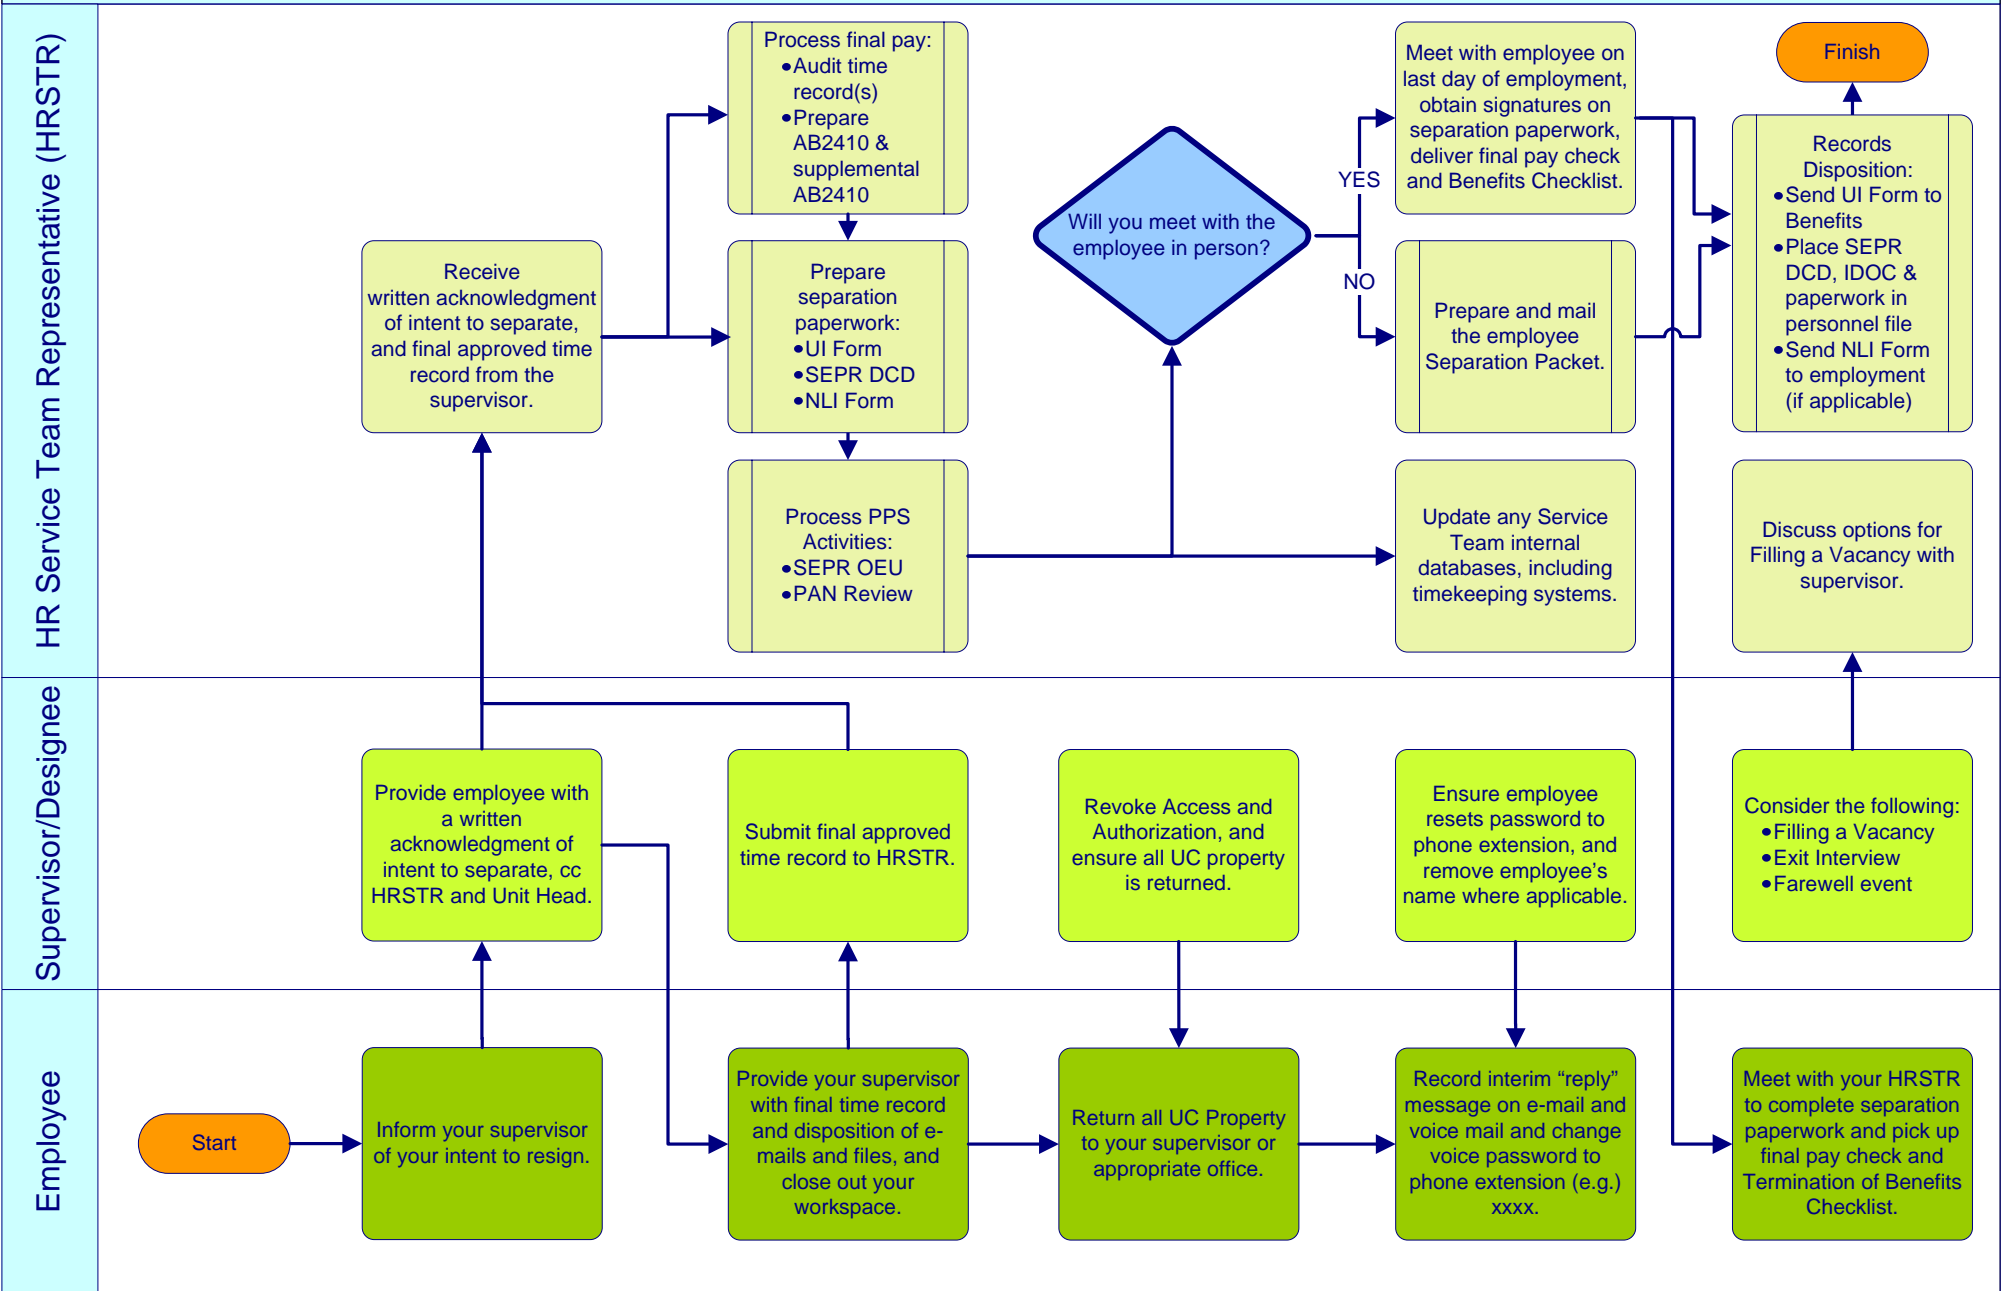 HR Service Team Representative (HRSTR)
Process final pay:
•Audit time
record(s)
•Prepare
AB2410 &
supplemental
AB2410
Meet with employee on
last day of employment,
obtain signatures on
separation paperwork,
deliver final pay check
and Benefits Checklist.
Finish
Receive
written acknowledgment
of intent to separate,
and final approved time
record from the
supervisor.
Prepare
separation
paperwork:
•UI Form
•SEPR DCD
•NLI Form
Will you meet with the
employee in person?
YES
NO
Prepare and mail
the employee
Separation Packet.
Records
Disposition:
•Send UI Form to
Benefits
•Place SEPR
DCD, IDOC &
paperwork in
personnel file
•Send NLI Form
to employment
(if applicable)
Process PPS
Activities:
•SEPR OEU
•PAN Review
Update any Service
Team internal
databases, including
timekeeping systems.
Discuss options for
Filling a Vacancy with
supervisor.
Supervisor/Designee
Provide employee with
a written
acknowledgment of
intent to separate, cc
HRSTR and Unit Head.
Submit final approved
time record to HRSTR.
Revoke Access and
Authorization, and
ensure all UC property
is returned.
Ensure employee
resets password to
phone extension, and
remove employee’s
name where applicable.
Consider the following:
•Filling a Vacancy
•Exit Interview
•Farewell event
Employee
Start
Inform your supervisor
of your intent to resign.
Provide your supervisor
with final time record
and disposition of e-
mails and files, and
close out your
workspace.
Return all UC Property
to your supervisor or
appropriate office.
Record interim “reply”
message on e-mail and
voice mail and change
voice password to
phone extension (e.g.)
xxxx.
Meet with your HRSTR
to complete separation
paperwork and pick up
final pay check and
Termination of Benefits
Checklist.